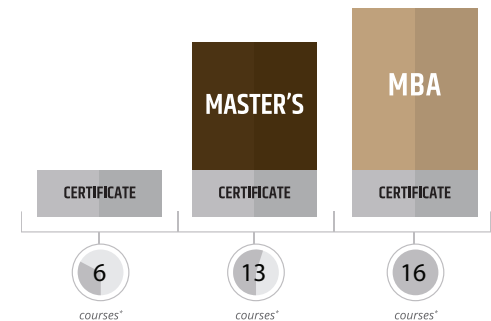 MBA
MASTER'S
CERTIFICATE CERTIFICATE CERTIFICATE
6 13 16
courses* courses* courses*